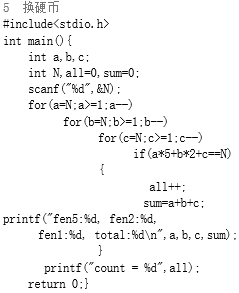 5 换硬币
#include<stdio.h>
int main(){
int a,b,c;
int N,all=0,sum=0;
scanf("%d",&N);
for(a=N;a>=1;a--)
for(b=N;b>=1;b--)
for(c=N;c>=1;c--)
if(a*5+b*2+c==N)
{
all++;
sum=a+b+c;
printf("fen5:%d, fen2:%d,
fen1:%d, total:%d\n",a,b,c,sum);
}
printf("count = %d",all);
return 0;}